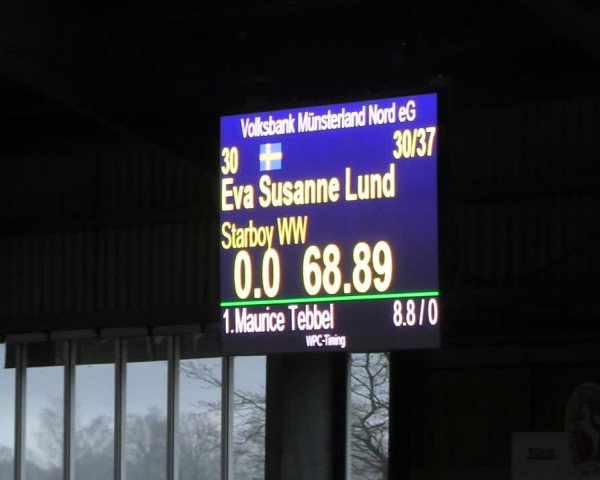 Volksbank Münsterland Nord eG
30 30/37
Eva Susanne Lund
Starboy WW
0.0 68.89
1.Maurice Tebbel 8.8 / 0
WPC-Timing